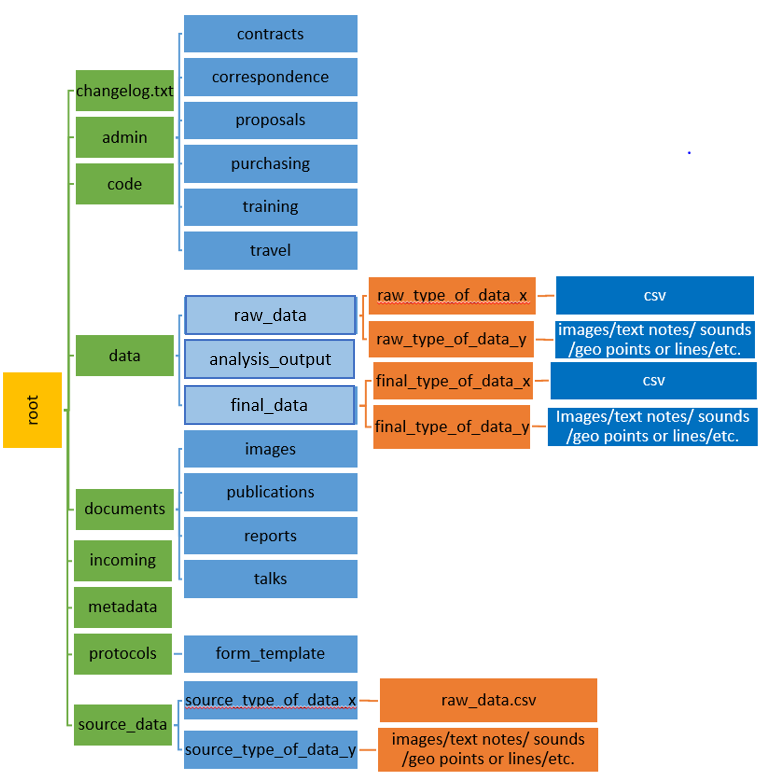 root
changelog.txt
admin
contracts
correspondence
proposals
purchasing
training
travel
code
data
raw_data
raw_type_of_data_x
csv
raw_type_of_data_y
images/text notes/ sounds
/geo points or lines/etc.
analysis_output
final_data
final_type_of_data_x
csv
final_type_of_data_y
Images/text notes/ sounds
/geo points or lines/etc.
documents
images
publications
reports
talks
incoming
metadata
protocols
form_template
source_data
source_type_of_data_x
raw_data.csv
source_type_of_data_y
images/text notes/ sounds
/geo points or lines/etc.